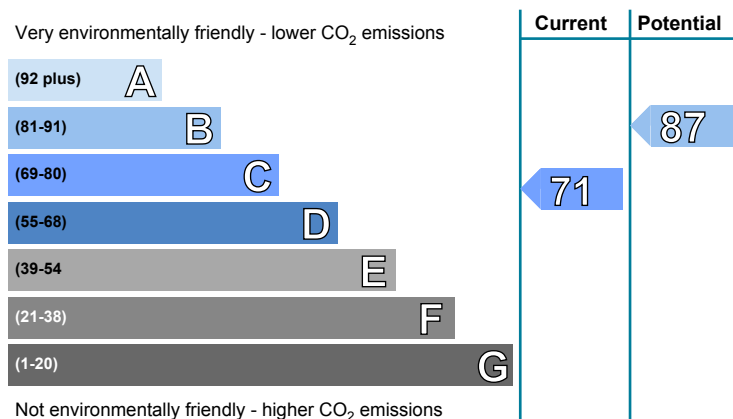 Current Potential
Very environmentally friendly - lower CO2 emissions
(92 plus) A
(81-91) B
87
(69-80) C
71
(55-68) D
(39-54 E
(21-38) F
(1-20) G
Not environmentally friendly - higher CO2 emissions